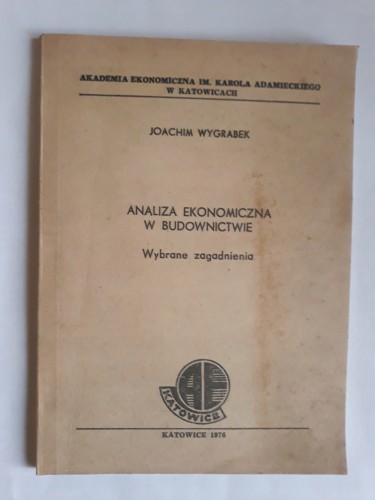 AKADEMIA EKONOMICZNA IM. KAROLA ADAMIECKIEGO
W KATOWICACH
JOACHIM WYGRABEK
ANALIZA EKONOMICZNA
W BUDOWNICTWIE
Wybrane zagadnienia
KATOWICE
KATOWICE 1976